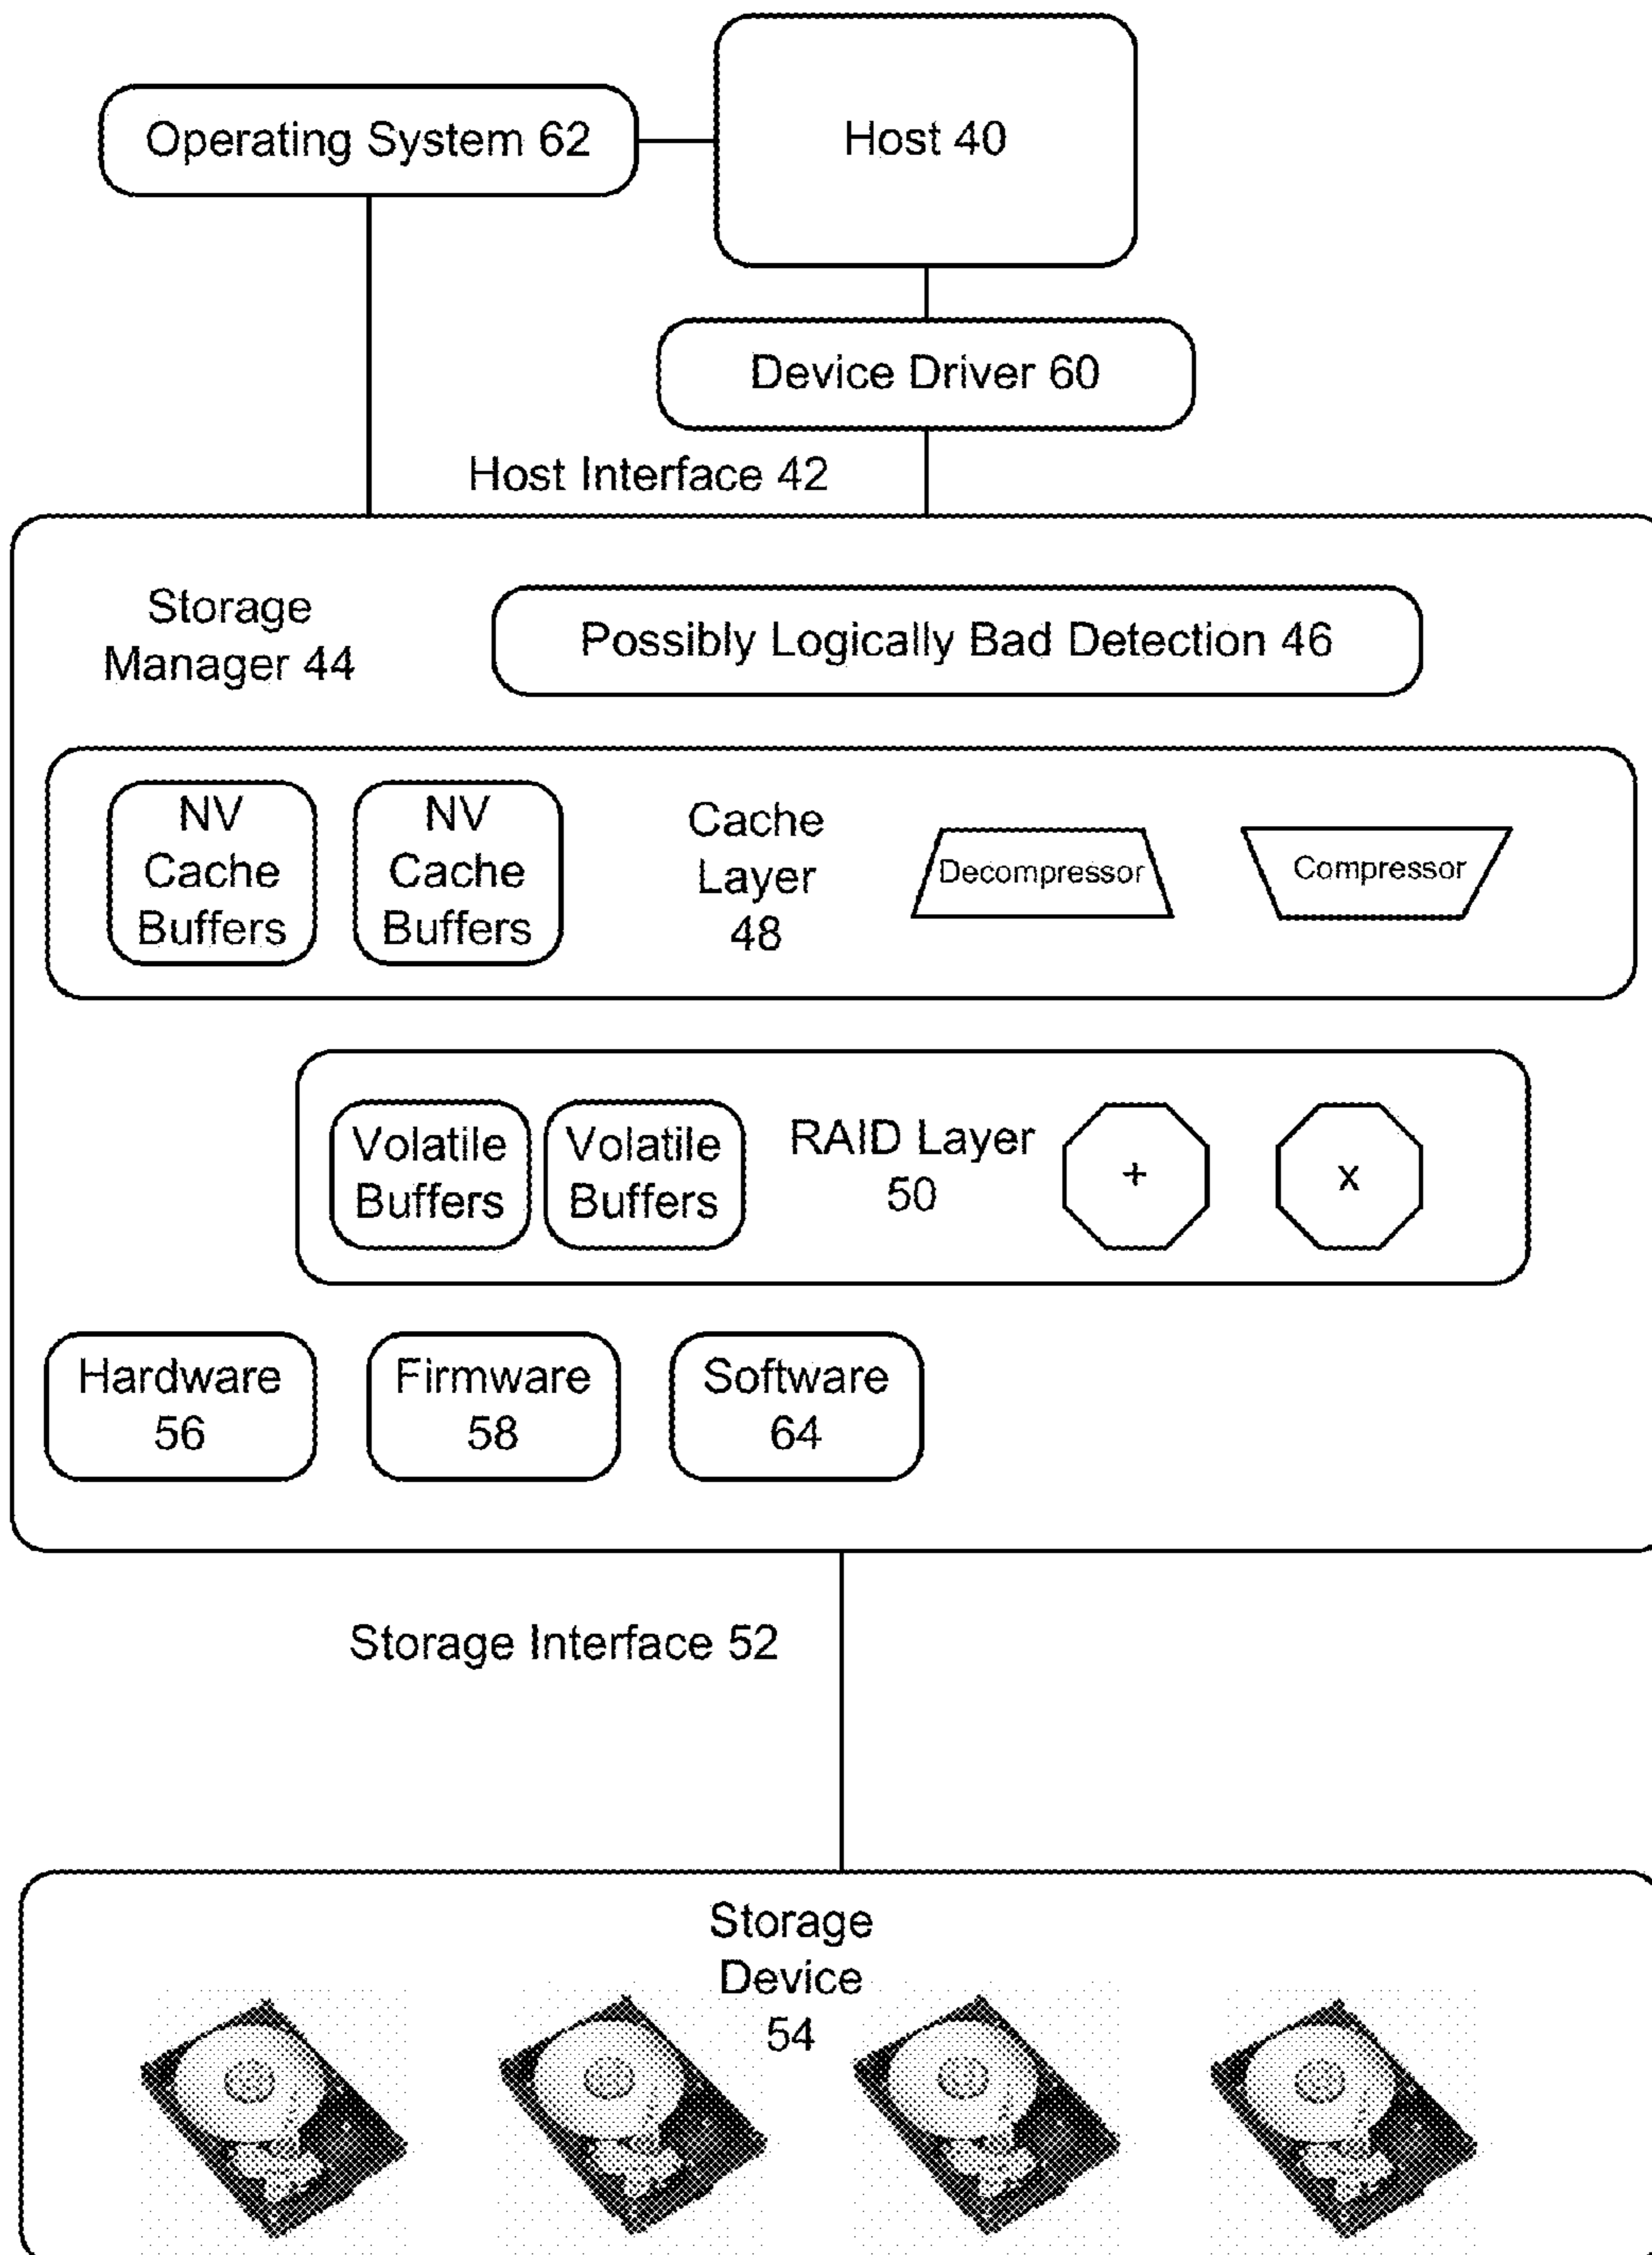 Operating System 62
Host 40
Device Driver 60
Host Interface 42
Storage
Manager 44
Possibly Logically Bad Detection 46
NV
Cache
Buffers
NV
Cache
Buffers
Cache
Layer
48
Decompressor
Compressor
Volatile
Buffers
Volatile
Buffers
RAID Layer
50
+
x
Hardware
56
Firmware
58
Software
64
Storage Interface 52
Storage
Device
54